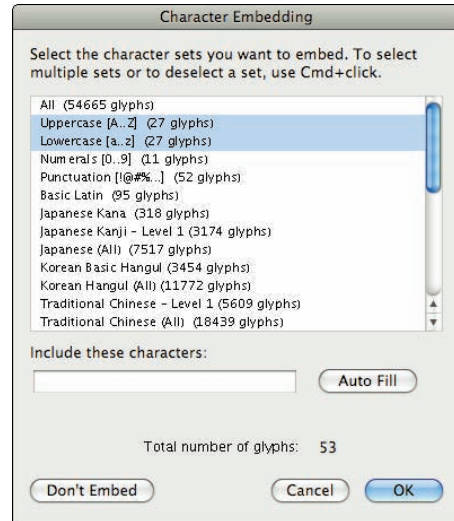 Character Embedding
Select the character sets you want to embed. To select
multiple sets or to deselect a set, use Cmd+click.
All (54665 glyphs)
Uppercase [A..Z] (27 glyphs)
Lowercase [a..z] (27 glyphs)
Numerals [0..9] (11 glyphs)
Punctuation [!@#%...] (52 glyphs)
Basic Latin (95 glyphs)
Japanese Kana (318 glyphs)
Japanese Kanji - Level 1 (3174 glyphs)
Japanese (All) (7517 glyphs)
Korean Basic Hangul (3454 glyphs)
Korean Hangul (All) (11772 glyphs)
Traditional Chinese - Level 1 (5609 glyphs)
Traditional Chinese (All) (18439 glyphs)
Include these characters:
Auto Fill
Total number of glyphs: 53
Don't Embed Cancel OK